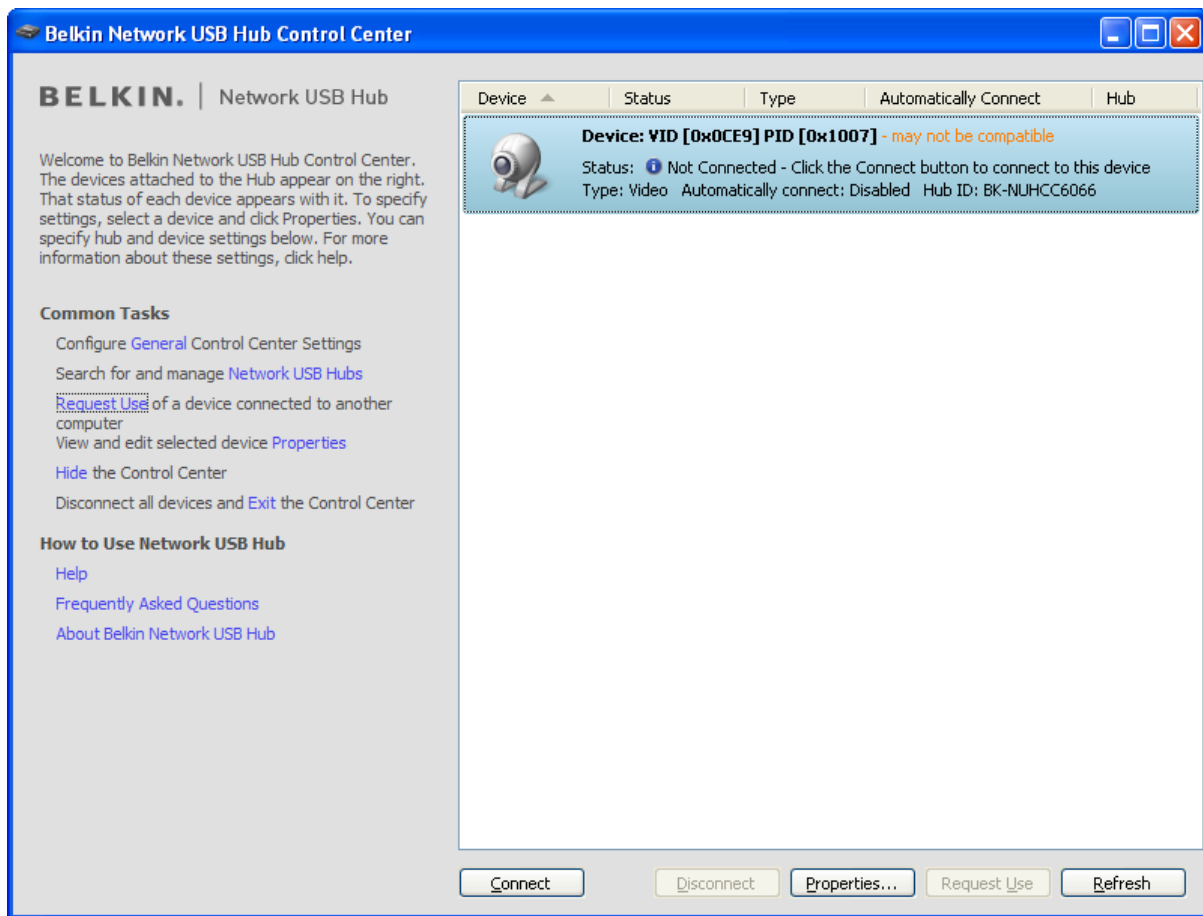 Belkin Network USB Hub Control Center
BELKIN. | Network USB Hub
Welcome to Belkin Network USB Hub Control Center.
The devices attached to the Hub appear on the right.
That status of each device appears with it. To specify
settings, select a device and click Properties. You can
specify hub and device settings below. For more
information about these settings, click help.
Common Tasks
Configure General Control Center Settings
Search for and manage Network USB Hubs
Request Use of a device connected to another
computer
View and edit selected device Properties
Hide the Control Center
Disconnect all devices and Exit the Control Center
How to Use Network USB Hub
Help
Frequently Asked Questions
About Belkin Network USB Hub
Device Status Type Automatically Connect Hub
Device: VID [0x0CE9] PID [0x1007] - may not be compatible
Status: Not Connected - Click the Connect button to connect to this device
Type: Video Automatically connect: Disabled Hub ID: BK-NUHCC6066
Connect Disconnect Properties... Request Use Refresh